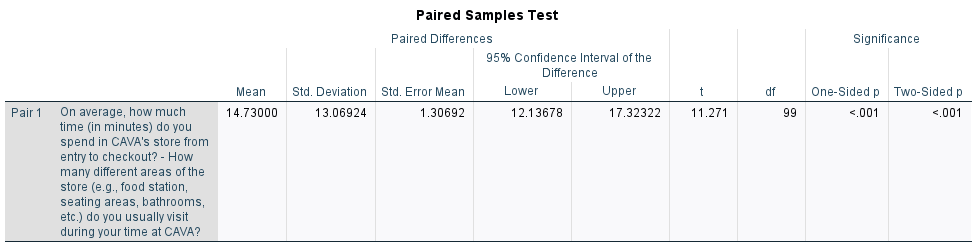 Paired Samples Test
Paired Differences
Significance
95% Confidence Interval of the
Difference
Mean Std. Deviation Std. Error Mean Lower Upper t df One-Sided p Two-Sided p
Pair 1 On average, how much 14.73000 13.06924 1.30692 12.13678 17.32322 11.271 99 <.001 <.001
time (in minutes) do you
spend in CAVA's store from
entry to checkout? - How
many different areas of the
store (e.g., food station,
seating areas, bathrooms,
etc.) do you usually visit
during your time at CAVA?